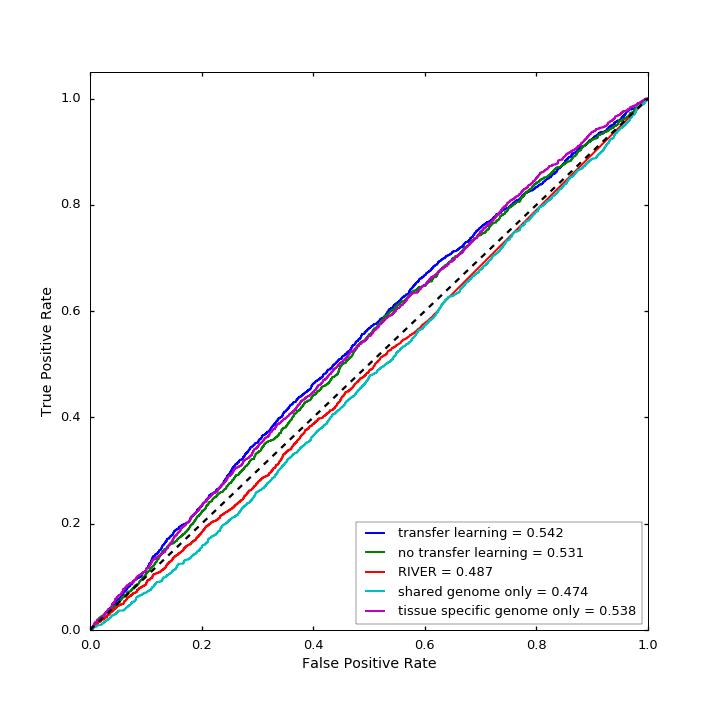 1.0
0.8
0.6
0.4
0.2
0.0
True Positive Rate
transfer learning = 0.542
no transfer learning = 0.531
RIVER = 0.487
shared genome only = 0.474
tissue specific genome only = 0.538
0.0 0.2 0.4 0.6 0.8 1.0
False Positive Rate